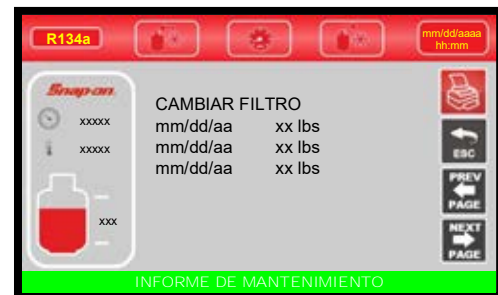 R134a
mm/dd/aaaa
hh:mm
Snap-on
xxxxx
xxxxx
xxx
CAMBIAR FILTRO
mm/dd/aa xx lbs
mm/dd/aa xx lbs
mm/dd/aa xx lbs
ESC
PREV
PAGE
NEXT
PAGE
INFORME DE MANTENIMIENTO